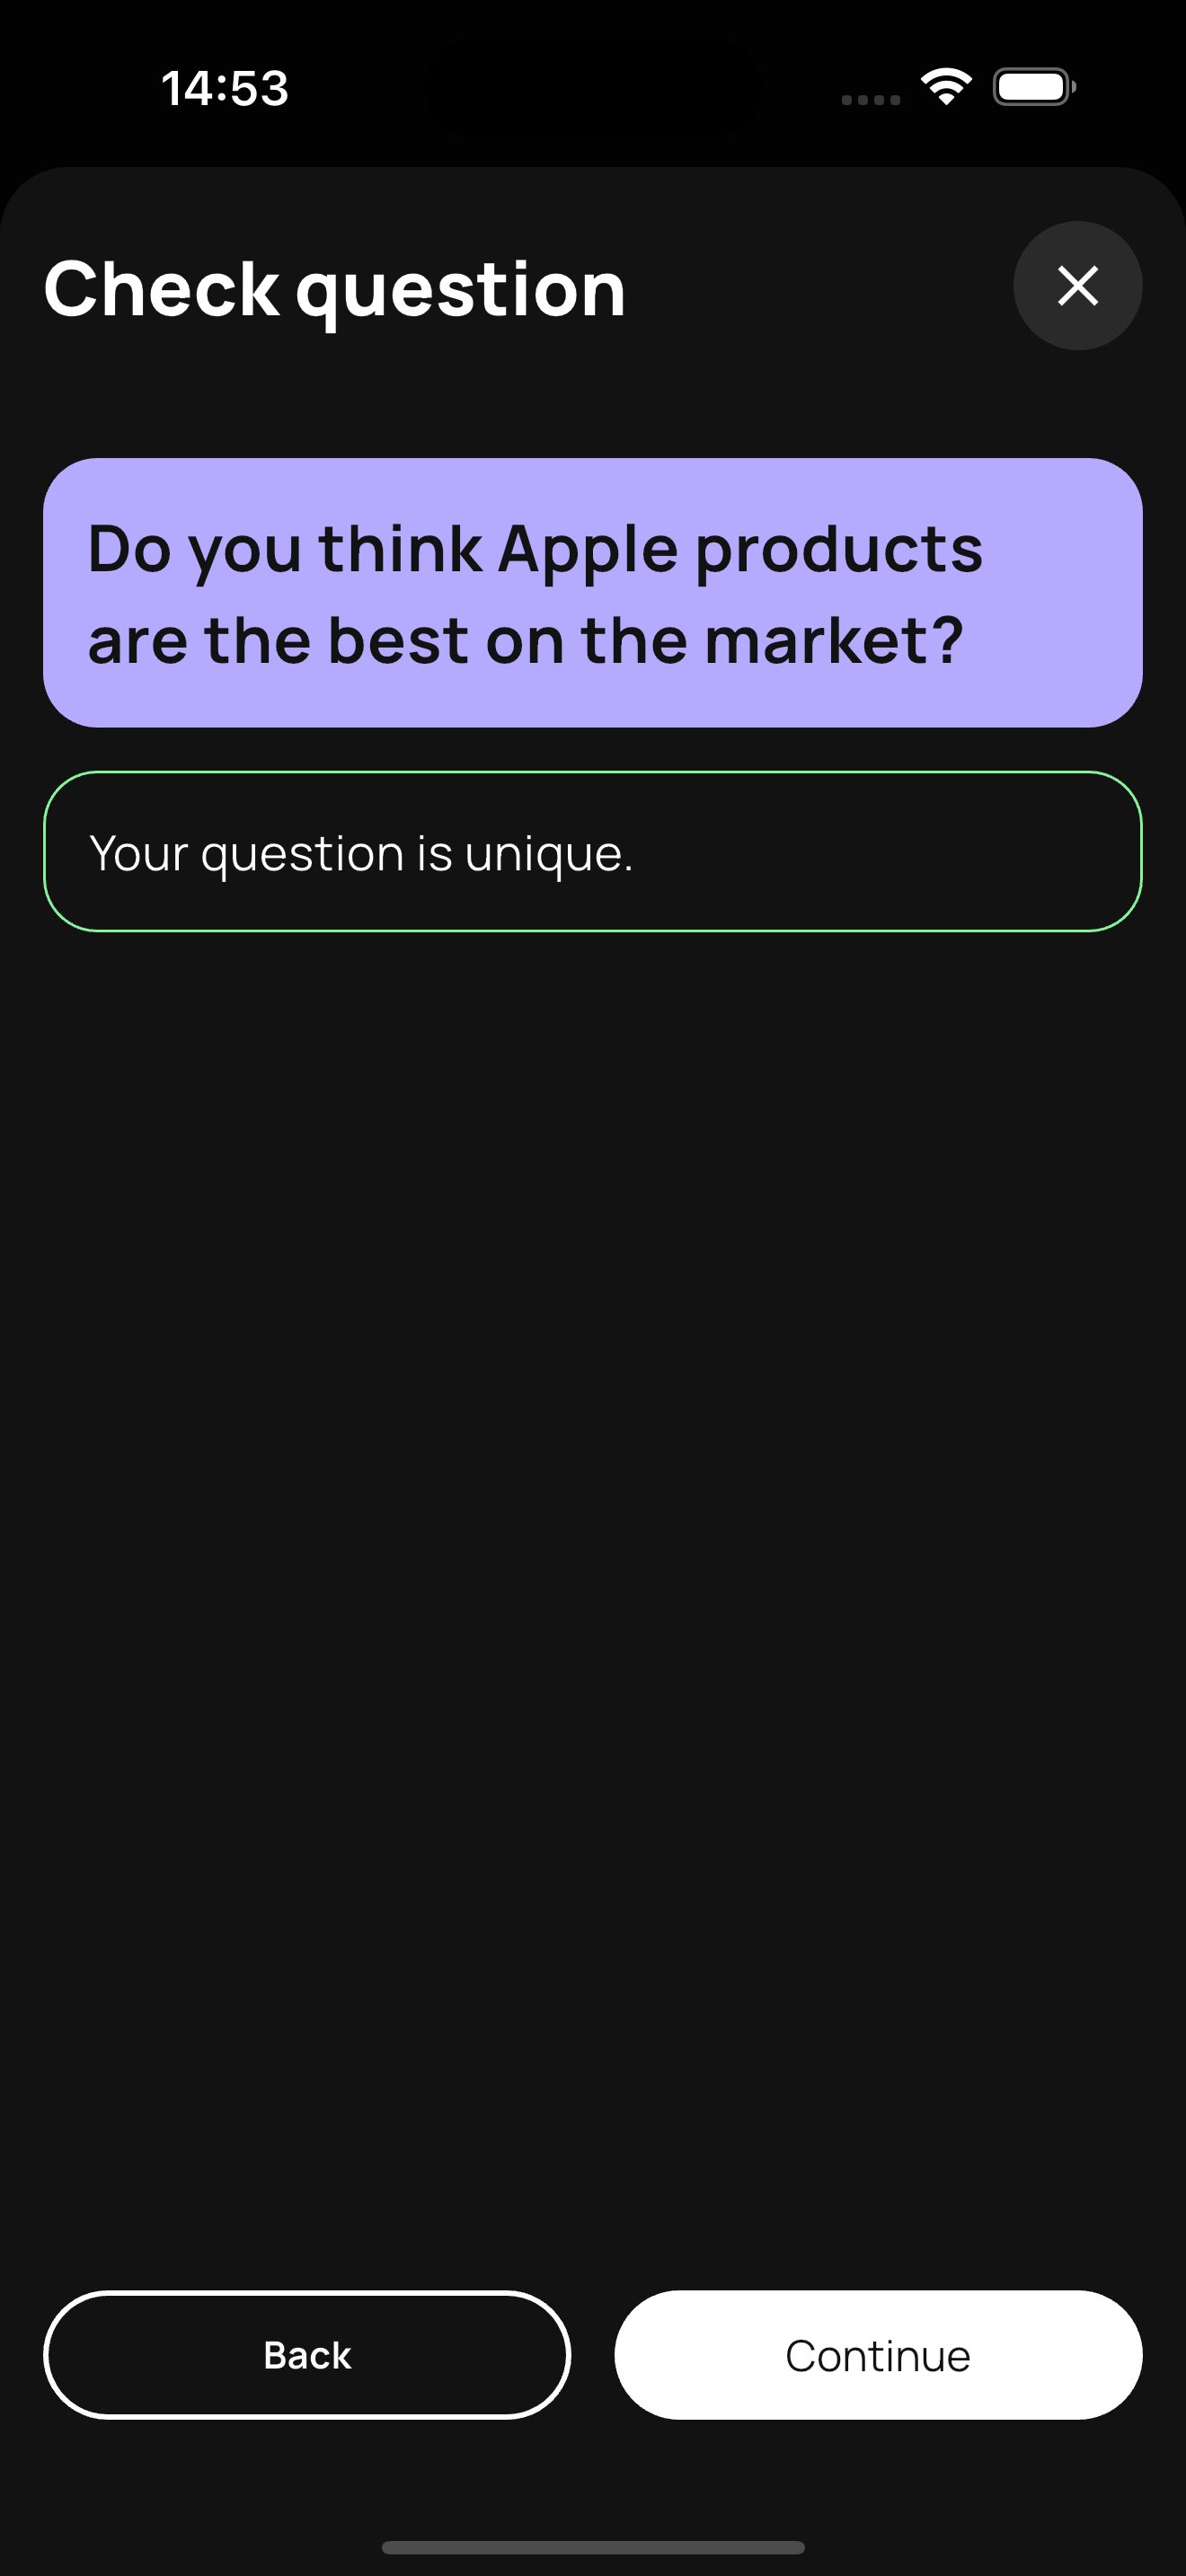 14:53
Check question
Do you think Apple products
are the best on the market?
Your question is unique.
Back
Continue